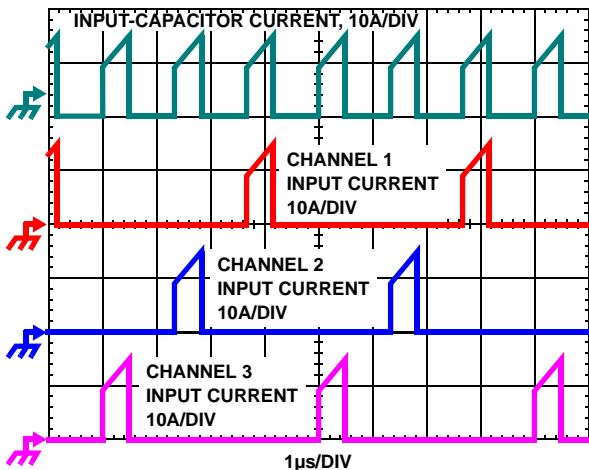 INPUT-CAPACITOR CURRENT, 10A/DIV
CHANNEL 1
INPUT CURRENT
10A/DIV
CHANNEL 2
INPUT CURRENT
10A/DIV
CHANNEL 3
INPUT CURRENT
10A/DIV
1µs/DIV